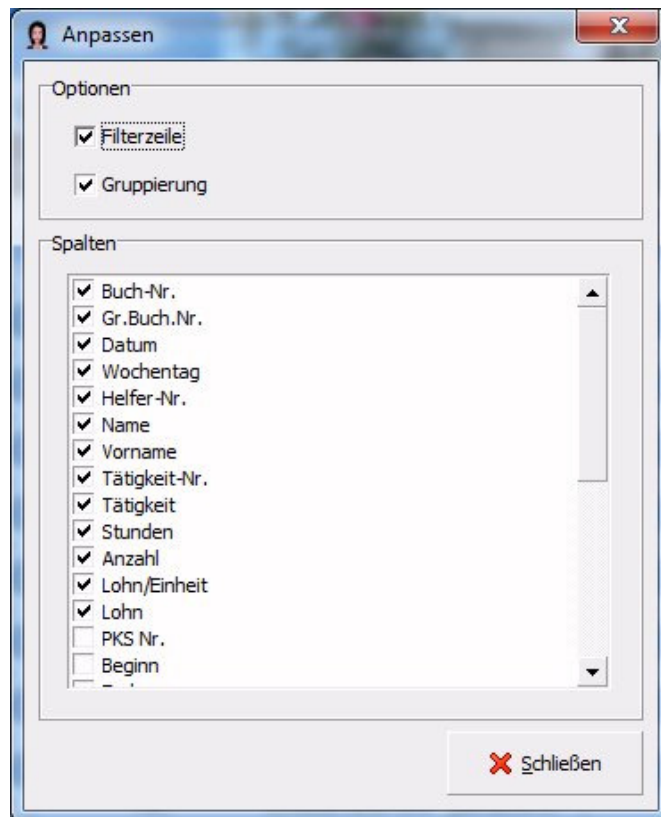 Anpassen
Optionen
Filterzeile
Gruppierung
Spalten
Buch-Nr.
Gr.Buch.Nr.
Datum
Wochentag
Helfer-Nr.
Name
Vorname
Tätigkeit-Nr.
Tätigkeit
Stunden
Anzahl
Lohn/Einheit
Lohn
PKS Nr.
Beginn
Schließen